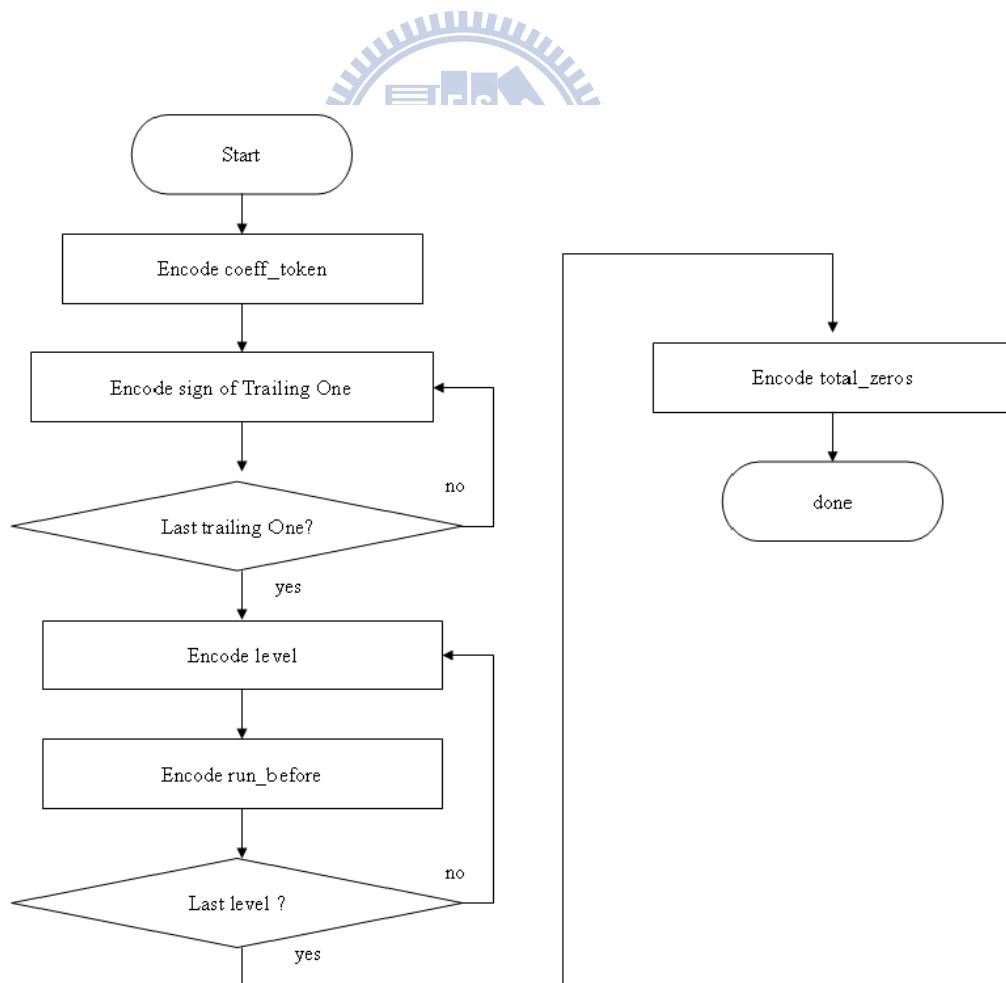 Start
Encode coeff_token
Encode sign of Trailing One
no
Last trailing One?
yes
Encode level
Encode run_before
no
Last level ?
yes
Encode total_zeros
done